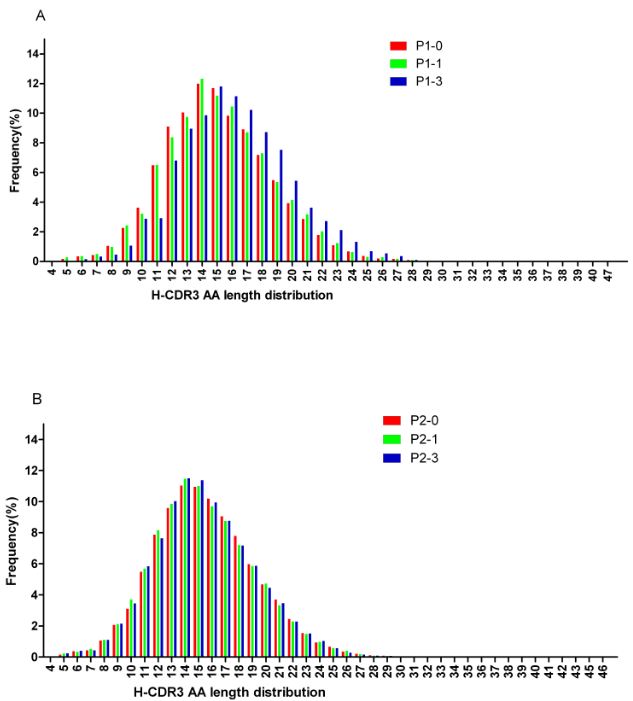 A
P1-0
P1-1
P1-3
14
12
10
8
6
4
2
0
Frequency(%)
4 5 6 7 8 9 10 11 12 13 14 15 16 17 18 19 20 21 22 23 24 25 26 27 28 29 30 31 32 33 34 35 36 37 38 39 40 47
H-CDR3 AA length distribution
B
P2-0
P2-1
P2-3
14
12
10
8
6
4
2
0
Frequency(%)
4 5 6 7 8 9 10 11 12 13 14 15 16 17 18 19 20 21 22 23 24 25 26 27 28 29 30 31 32 33 34 35 36 37 38 39 40 41 42 43 44 45 46
H-CDR3 AA length distribution